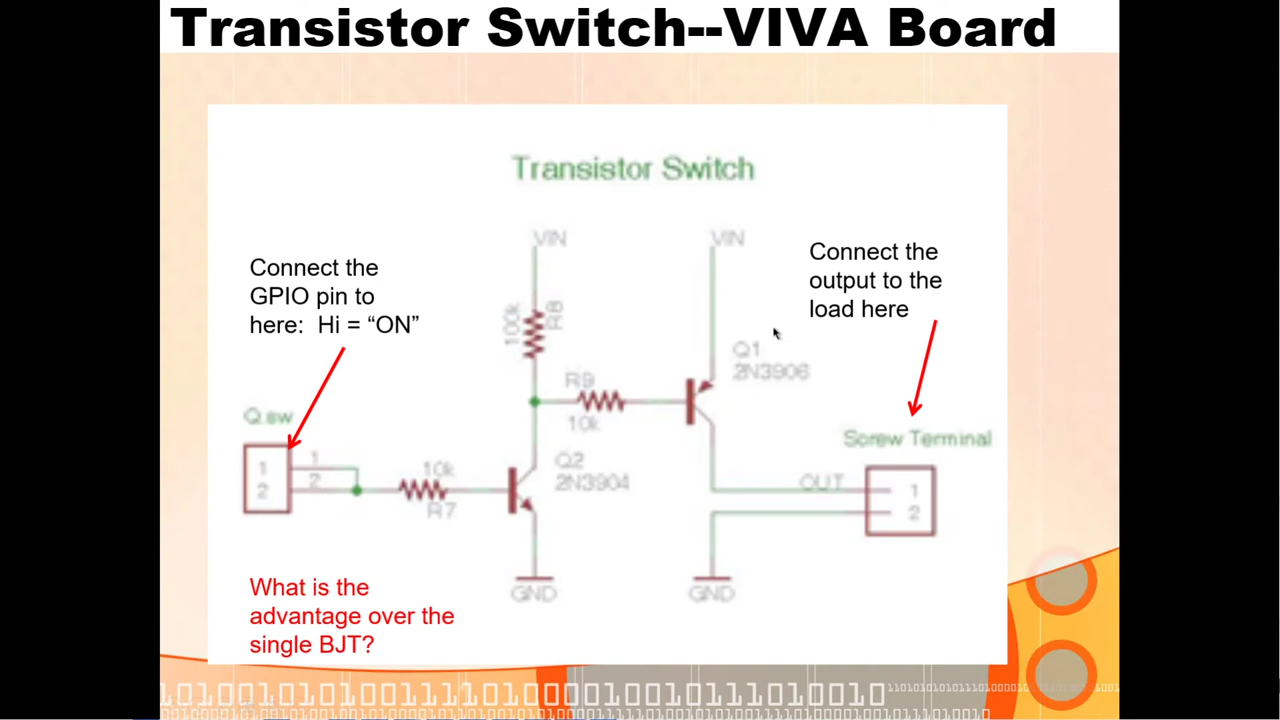 Transistor Switch--VIVA Board
Transistor Switch
Connect the
GPIO pin to
here:  Hi = “ON”
Connect the
output to the
load here
VIN
VIN
100k
R8
Q1
2N3906
R9
10k
Q.sw
1
2
1
2
10k
R7
Q2
2N3904
Screw Terminal
OUT
1
2
GND
GND
What is the
advantage over the
single BJT?